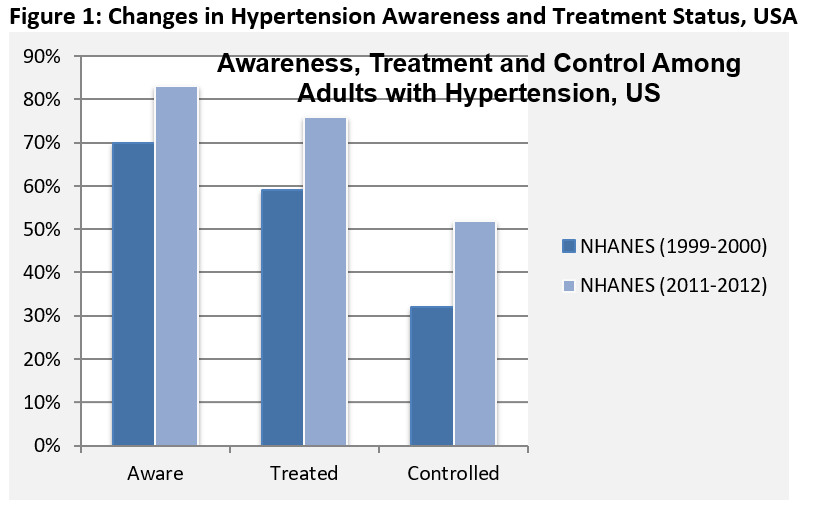 Figure 1: Changes in Hypertension Awareness and Treatment Status, USA
Awareness, Treatment and Control Among
Adults with Hypertension, US
90%
80%
70%
60%
50%
40%
30%
20%
10%
0%
Aware
Treated
Controlled
NHANES (1999-2000)
NHANES (2011-2012)